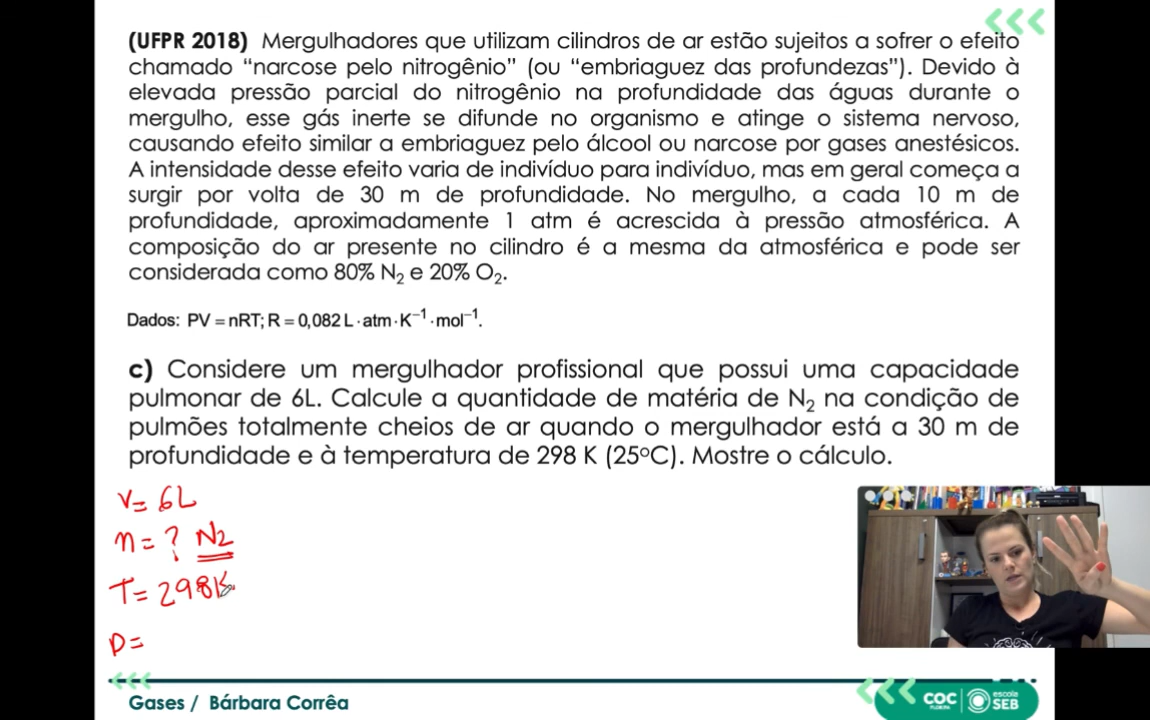 (UFPR 2018) Mergulhadores que utilizam cilindros de ar estão sujeitos a sofrer o efeito
chamado “narcose pelo nitrogênio” (ou “embriaguez das profundezas”). Devido à
elevada pressão parcial do nitrogênio na profundidade das águas durante o
mergulho, esse gás inerte se difunde no organismo e atinge o sistema nervoso,
causando efeito similar a embriaguez pelo álcool ou narcose por gases anestésicos.
A intensidade desse efeito varia de indivíduo para indivíduo, mas em geral começa a
surgir por volta de 30 m de profundidade. No mergulho, a cada 10 m de
profundidade, aproximadamente 1 atm é acrescida à pressão atmosférica. A
composição do ar presente no cilindro é a mesma da atmosférica e pode ser
considerada como 80% N₂ e 20% O₂.
Dados: PV = nRT; R = 0,082 L · atm · K⁻¹ · mol⁻¹.
c) Considere um mergulhador profissional que possui uma capacidade
pulmonar de 6L. Calcule a quantidade de matéria de N₂ na condição de
pulmões totalmente cheios de ar quando o mergulhador está a 30 m de
profundidade e à temperatura de 298 K (25ºC). Mostre o cálculo.
V= 6L
n= ? N₂
T= 298K
P=
Gases / Bárbara Corrêa
COC FLORIPA escola SEB